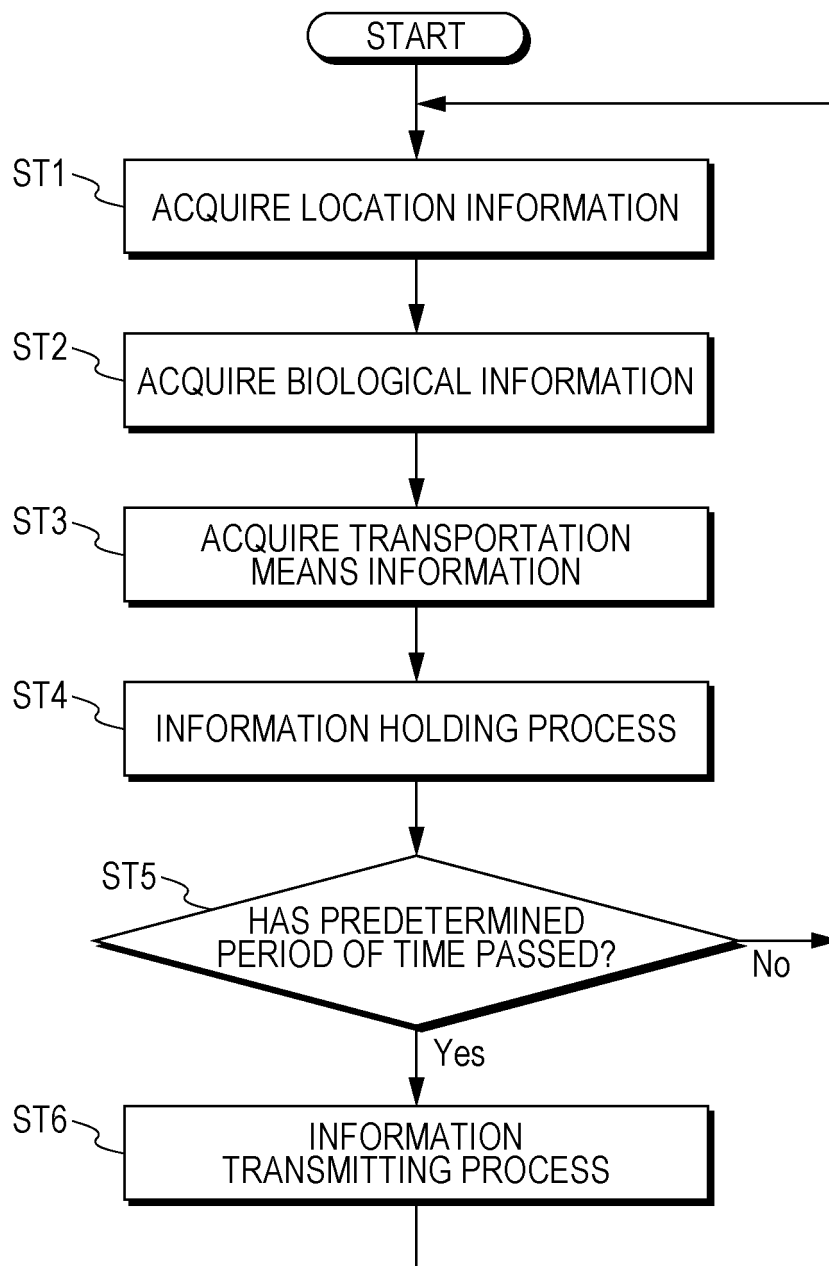 START
ST1
ACQUIRE LOCATION INFORMATION
ST2
ACQUIRE BIOLOGICAL INFORMATION
ST3
ACQUIRE TRANSPORTATION
MEANS INFORMATION
ST4
INFORMATION HOLDING PROCESS
ST5
HAS PREDETERMINED
PERIOD OF TIME PASSED?
No
Yes
ST6
INFORMATION
TRANSMITTING PROCESS